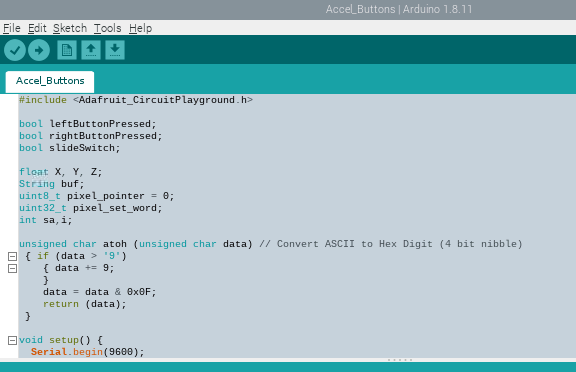 Accel_Buttons | Arduino 1.8.11
File Edit Sketch Tools Help
Accel_Buttons
#include <Adafruit_CircuitPlayground.h>
bool leftButtonPressed;
bool rightButtonPressed;
bool slideSwitch;
float X, Y, Z;
String buf;
uint8_t pixel_pointer = 0;
uint32_t pixel_set_word;
int sa,i;
unsigned char atoh (unsigned char data) // Convert ASCII to Hex Digit (4 bit nibble)
{ if (data > '9')
{ data += 9;
}
data = data & 0x0F;
return (data);
}
void setup() {
Serial.begin(9600);